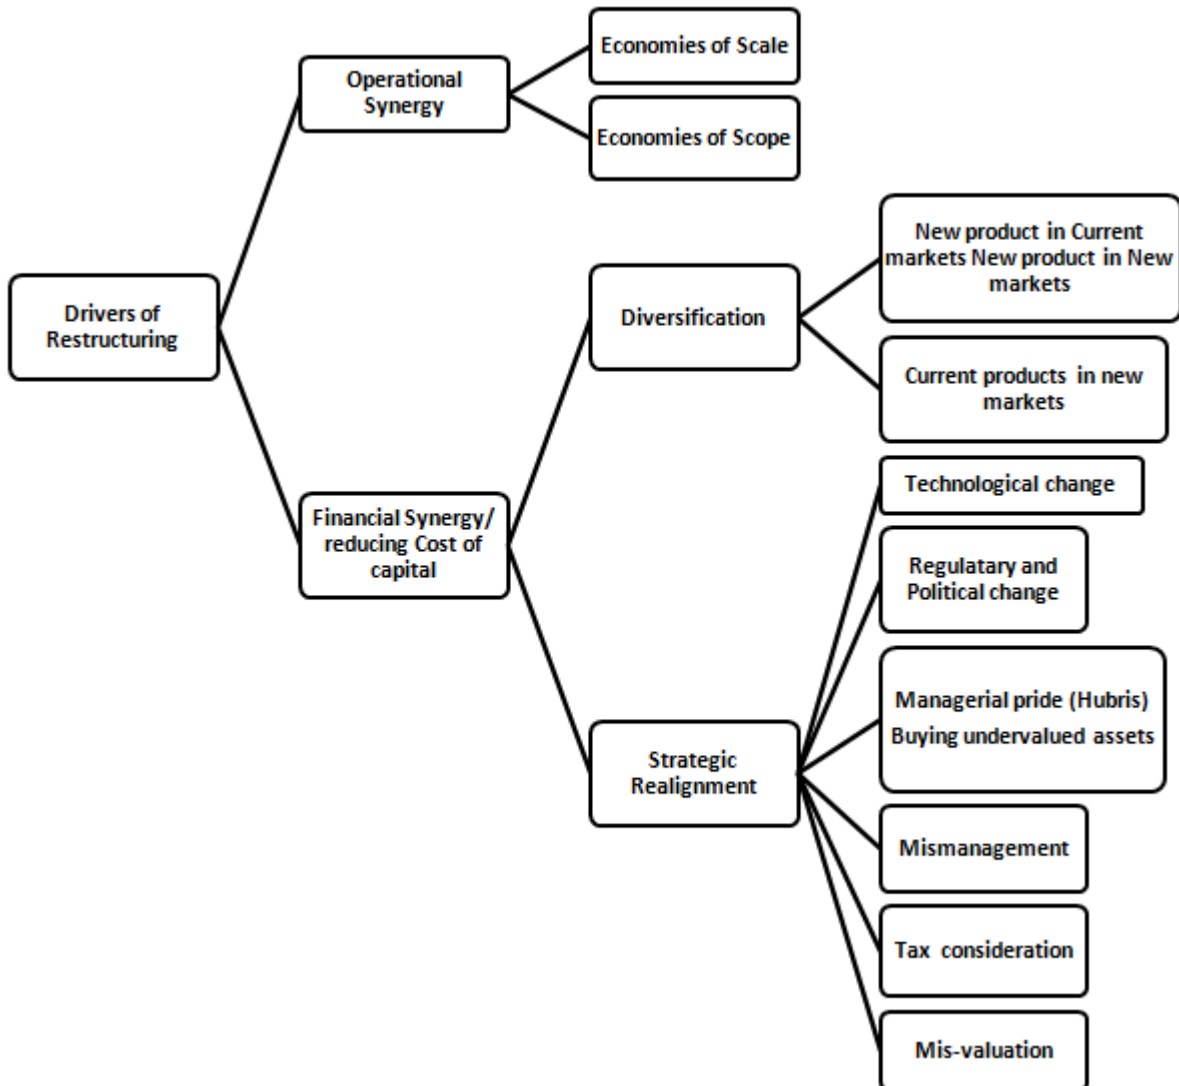 Drivers of
Restructuring
Operational
Synergy
Economies of Scale
Economies of Scope
Financial Synergy/
reducing Cost of
capital
Diversification
New product in Current
markets New product in New
markets
Current products in new
markets
Strategic
Realignment
Technological change
Regulatary and
Political change
Managerial pride (Hubris)
Buying undervalued assets
Mismanagement
Tax consideration
Mis-valuation